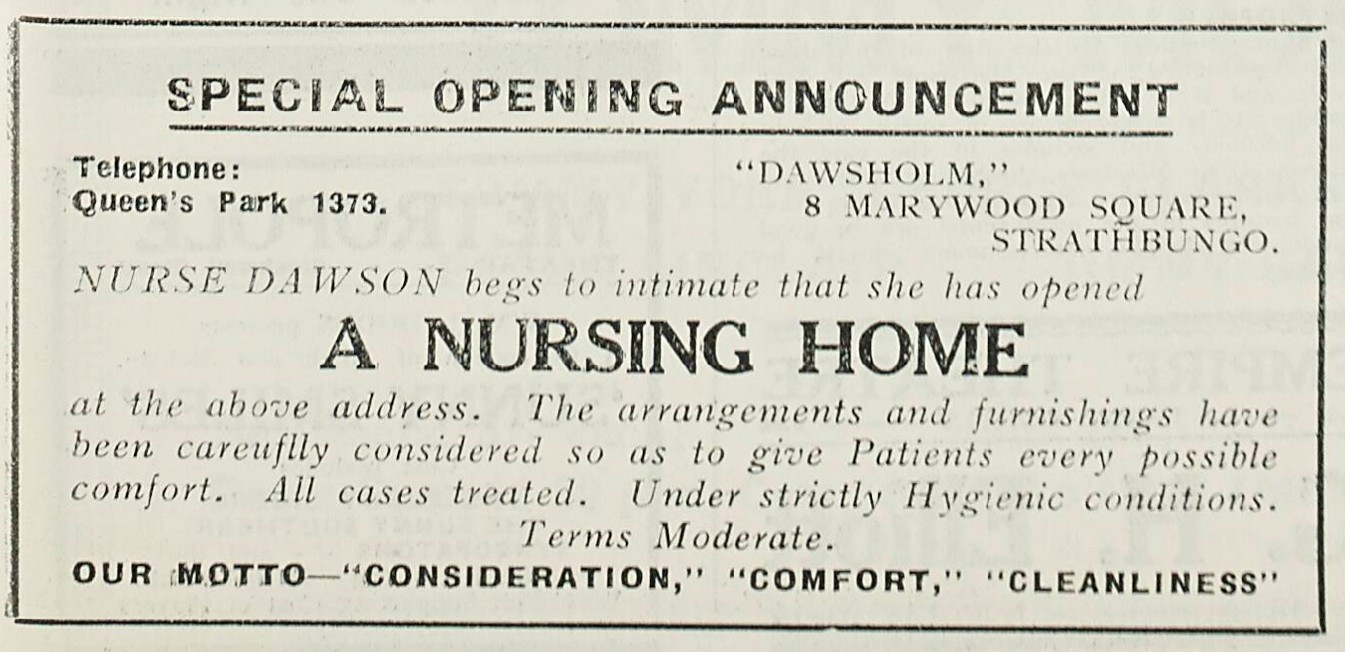 SPECIAL OPENING ANNOUNCEMENT
Telephone:
Queen's Park 1373.
"DAWSHOLM,"
8 MARYWOOD SQUARE,
STRATHBUNGO.
NURSE DAWSON begs to intimate that she has opened
A NURSING HOME
at the above address. The arrangements and furnishings have
been careuflly considered so as to give Patients every possible
comfort. All cases treated. Under strictly Hygienic conditions.
Terms Moderate.
OUR MOTTO—"CONSIDERATION," "COMFORT," "CLEANLINESS"